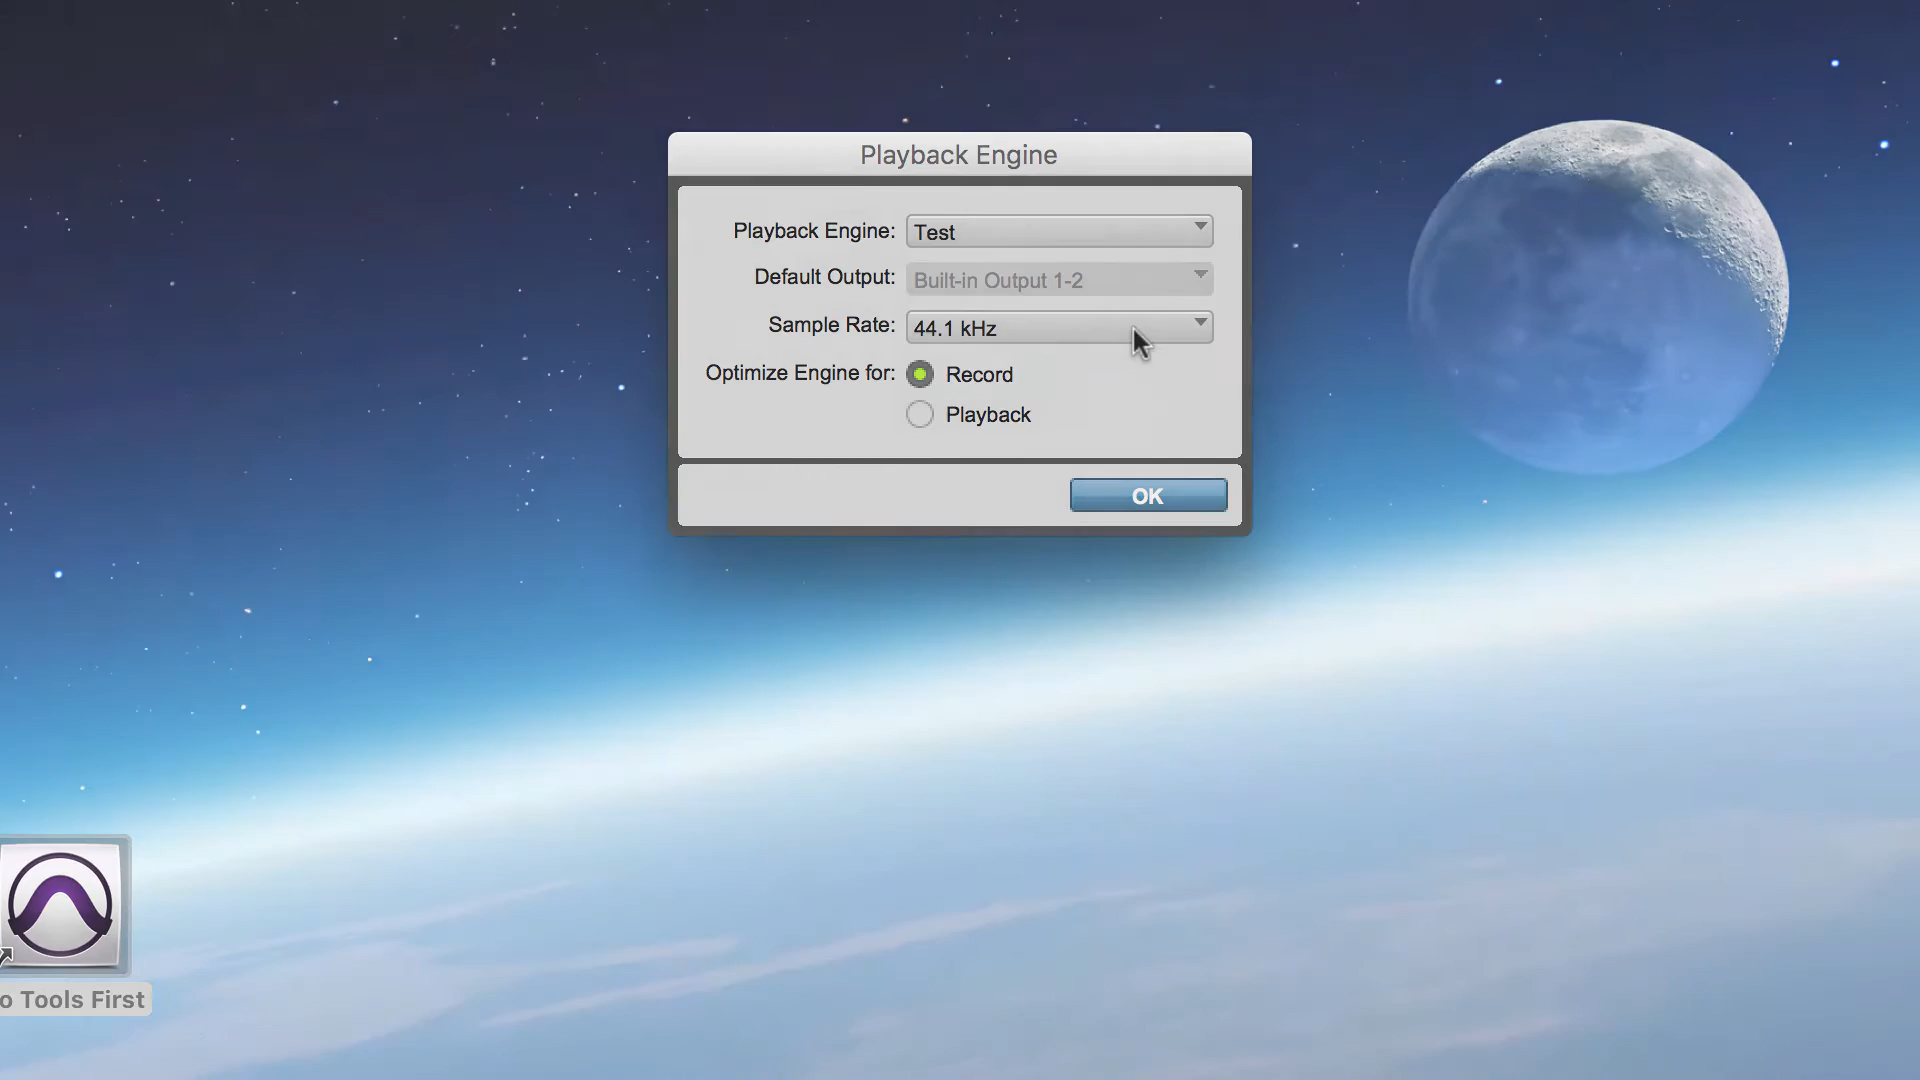 Playback Engine
Playback Engine: Test
Default Output: Built-in Output 1-2
Sample Rate: 44.1 kHz
Optimize Engine for: Record
Playback
OK
o Tools First